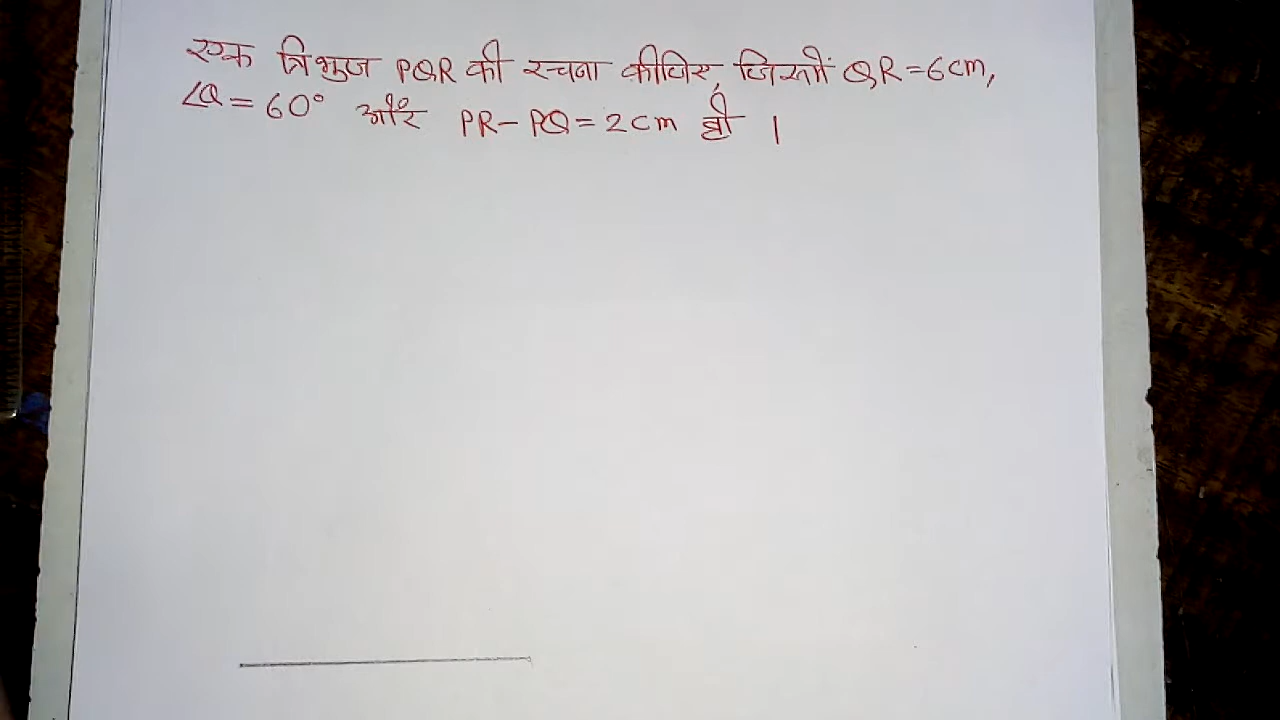 एक त्रिभुज PQR की रचना कीजिए, जिसमें QR=6cm,
∠Q = 60° और PR-PQ=2cm हो ।